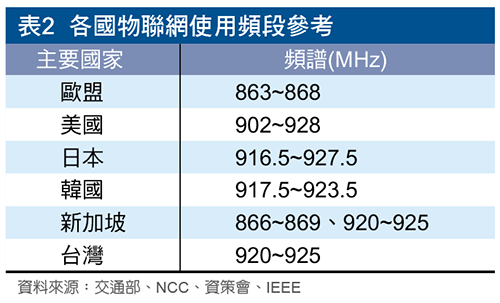 表2 各國物聯網使用頻段參考
主要國家 頻譜(MHz)
歐盟 863~868
美國 902~928
日本 916.5~927.5
韓國 917.5~923.5
新加坡 866~869、920~925
台灣 920~925
資料來源：交通部、NCC、資策會、IEEE